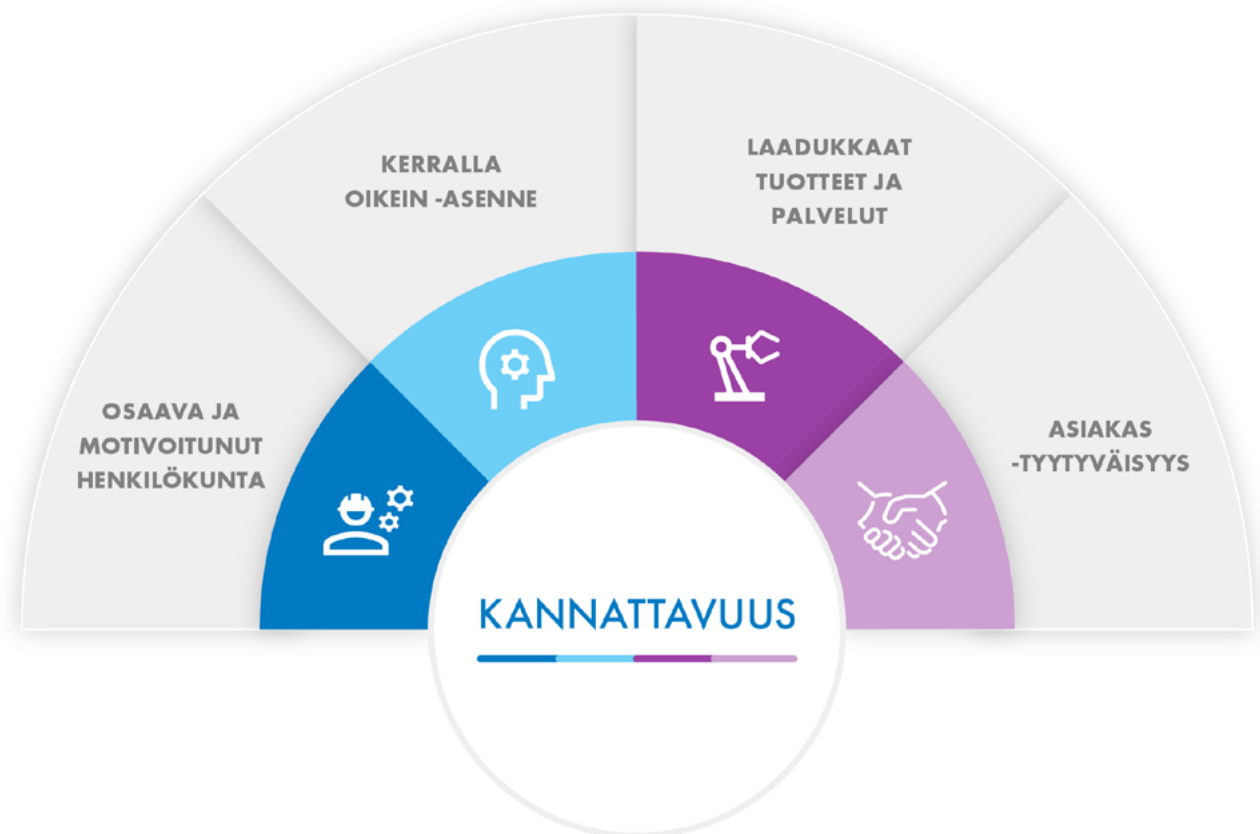 KERRALLA
OIKEIN -ASENNE
LAADUKKAAT
TUOTTEET JA
PALVELUT
OSAAVA JA
MOTIVOITUNUT
HENKILÖKUNTA
ASIAKAS
-TYYTYVÄISYYS
KANNATTAVUUS